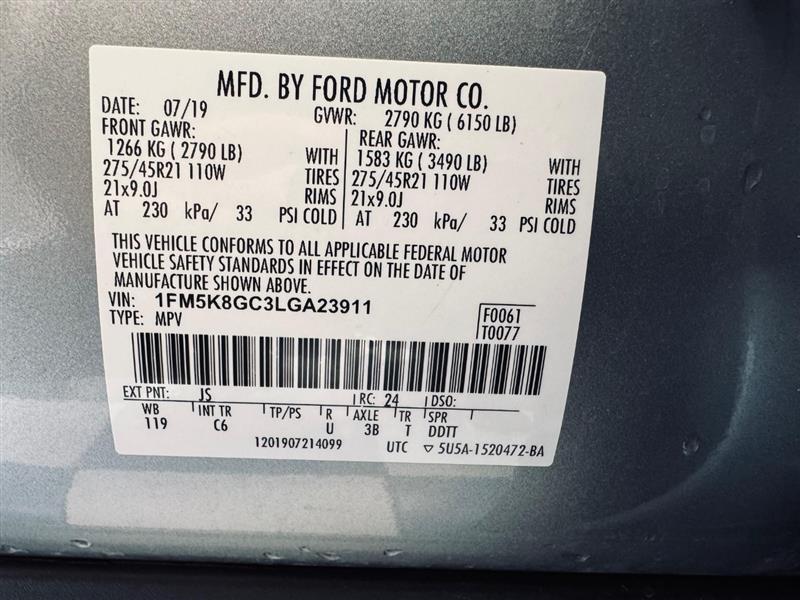 MFD. BY FORD MOTOR CO.
DATE: 07/19 GVWR: 2790 KG ( 6150 LB)
FRONT GAWR: REAR GAWR:
1266 KG ( 2790 LB) WITH 1583 KG ( 3490 LB) WITH
275/45R21 110W TIRES 275/45R21 110W TIRES
21x9.0J RIMS 21x9.0J RIMS
AT 230 kPa/ 33 PSI COLD AT 230 kPa/ 33 PSI COLD
THIS VEHICLE CONFORMS TO ALL APPLICABLE FEDERAL MOTOR
VEHICLE SAFETY STANDARDS IN EFFECT ON THE DATE OF
MANUFACTURE SHOWN ABOVE.
VIN: 1FM5K8GC3LGA23911 F0061
TYPE: MPV T0077
EXT PNT: JS RC: 24 DSO:
WB INT TR TP/PS R AXLE TR SPR
119 C6 U 3B T DDTT
1201907214099 UTC ▽ 5U5A-1520472-BA